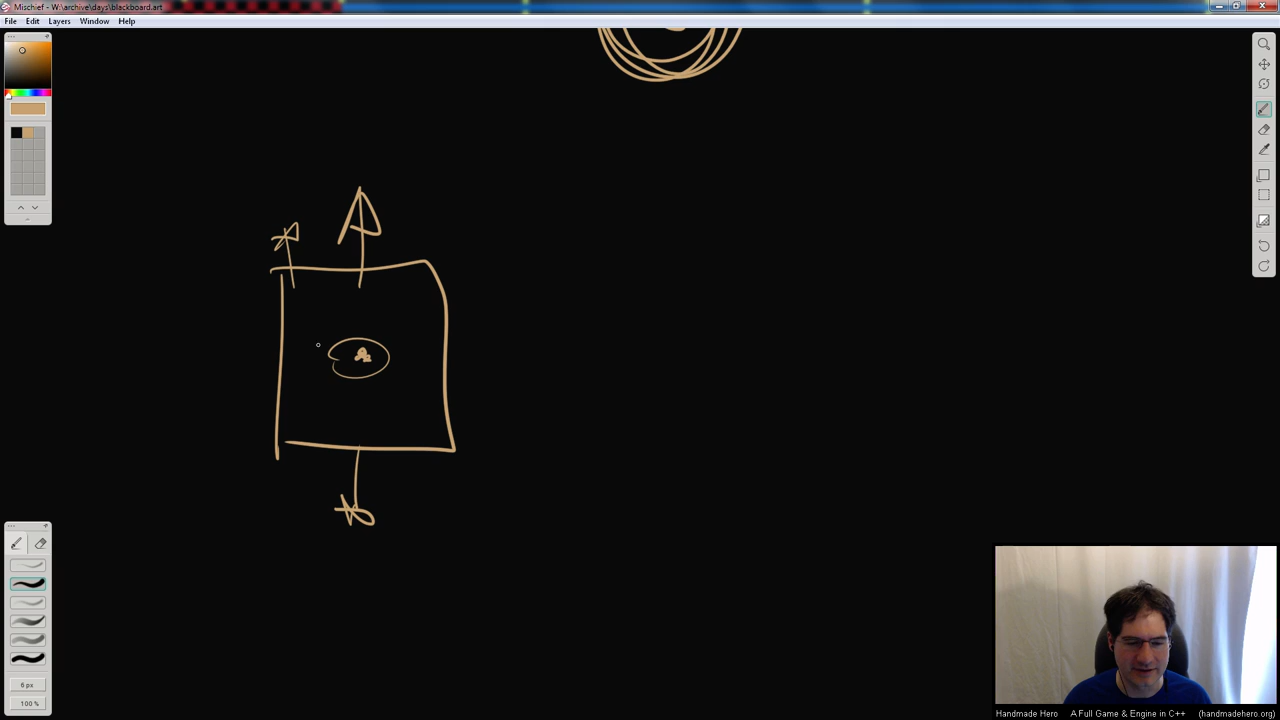 Mischief - W:\archive\days\blackboard.art
File Edit Layers Window Help
6 px
100 %
Handmade Hero A Full Game & Engine in C++ (handmadehero.org)